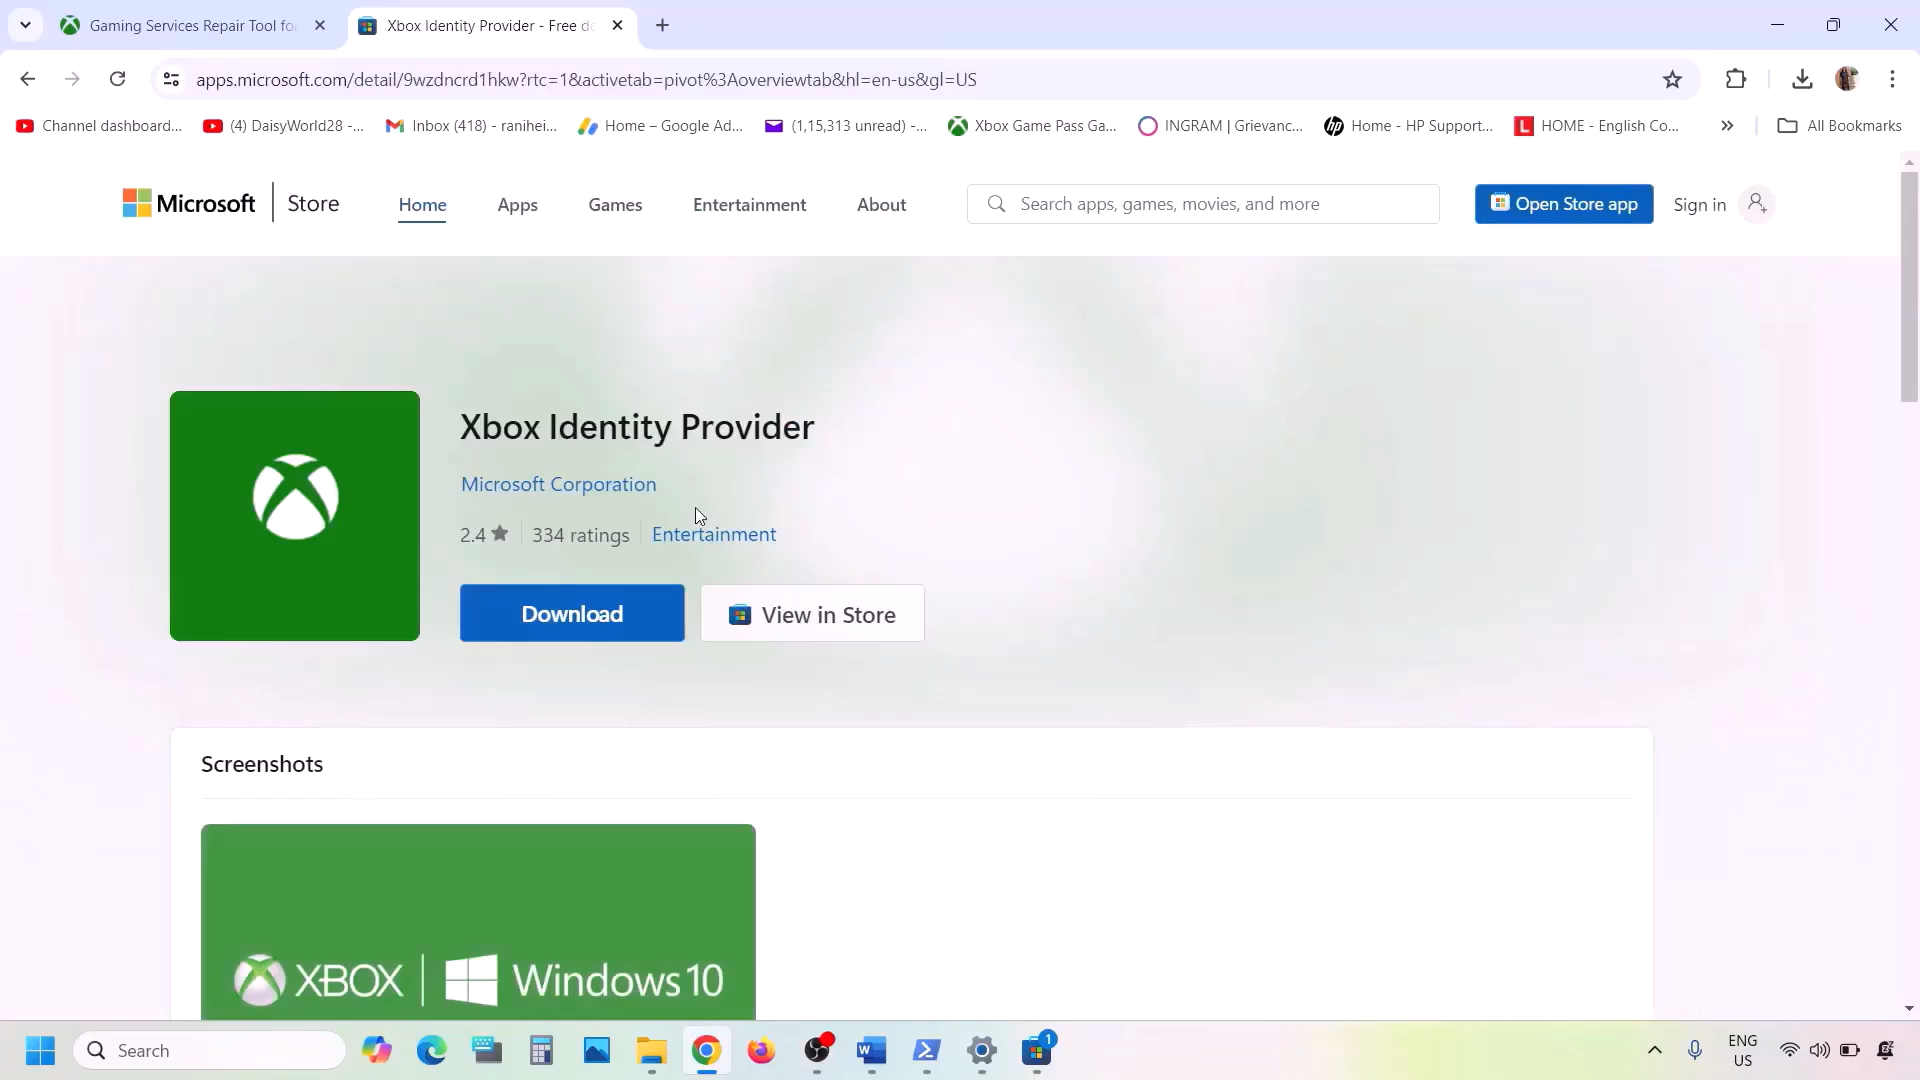 Gaming Services Repair Tool fo
Xbox Identity Provider - Free do
apps.microsoft.com/detail/9wzdncrd1hkw?rtc=1&activetab=pivot%3Aoverviewtab&hl=en-us&gl=US
Channel dashboard...
(4) DaisyWorld28 -...
Inbox (418) - ranihei...
Home – Google Ad...
(1,15,313 unread) -...
Xbox Game Pass Ga...
INGRAM | Grievanc...
Home - HP Support...
HOME - English Co...
All Bookmarks
Microsoft
Store
Home
Apps
Games
Entertainment
About
Search apps, games, movies, and more
Open Store app
Sign in
Xbox Identity Provider
Microsoft Corporation
2.4
334 ratings
Entertainment
Download
View in Store
Screenshots
XBOX
Windows 10
Search
1
ENG
US